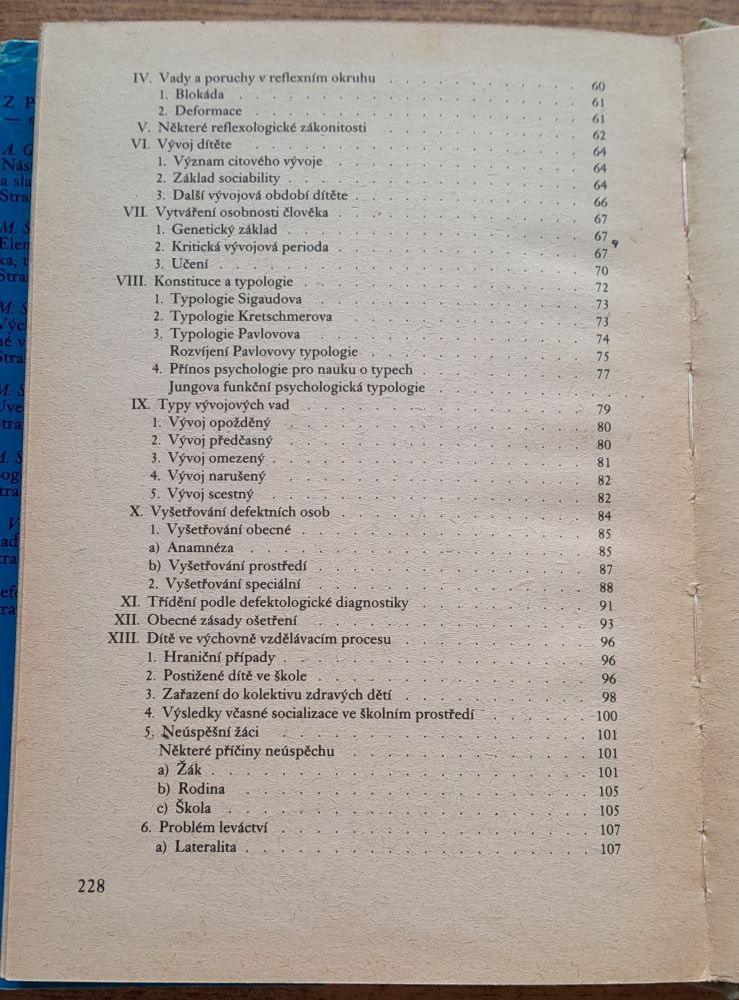 IV. Vady a poruchy v reflexním okruhu . . . . . . . . . . 60
1. Blokáda . . . . . . . . . . 61
2. Deformace . . . . . . . . . . 61
V. Některé reflexologické zákonitosti . . . . . . . . . . 62
VI. Vývoj dítěte . . . . . . . . . . 64
1. Význam citového vývoje . . . . . . . . . . 64
2. Základ sociability . . . . . . . . . . 64
3. Další vývojová období dítěte . . . . . . . . . . 66
VII. Vytváření osobnosti člověka . . . . . . . . . . 67
1. Genetický základ . . . . . . . . . . 67
2. Kritická vývojová perioda . . . . . . . . . . 67
3. Učení . . . . . . . . . . 70
VIII. Konstituce a typologie . . . . . . . . . . 72
1. Typologie Sigaudova . . . . . . . . . . 73
2. Typologie Kretschmerova . . . . . . . . . . 73
3. Typologie Pavlovova . . . . . . . . . . 74
Rozvíjení Pavlovovy typologie . . . . . . . . . . 75
4. Přínos psychologie pro nauku o typech . . . . . . . . . . 77
Jungova funkční psychologická typologie . . . . . . . . . .
IX. Typy vývojových vad . . . . . . . . . . 79
1. Vývoj opožděný . . . . . . . . . . 80
2. Vývoj předčasný . . . . . . . . . . 80
3. Vývoj omezený . . . . . . . . . . 81
4. Vývoj narušený . . . . . . . . . . 82
5. Vývoj scestný . . . . . . . . . . 82
X. Vyšetřování defektních osob . . . . . . . . . . 84
1. Vyšetřování obecné . . . . . . . . . . 85
a) Anamnéza . . . . . . . . . . 85
b) Vyšetřování prostředí . . . . . . . . . . 87
2. Vyšetřování speciální . . . . . . . . . . 88
XI. Třídění podle defektologické diagnostiky . . . . . . . . . . 91
XII. Obecné zásady ošetření . . . . . . . . . . 93
XIII. Dítě ve výchovně vzdělávacím procesu . . . . . . . . . . 96
1. Hraniční případy . . . . . . . . . . 96
2. Postižené dítě ve škole . . . . . . . . . . 96
3. Zařazení do kolektivu zdravých dětí . . . . . . . . . . 98
4. Výsledky včasné socializace ve školním prostředí . . . . . . . . . . 100
5. Neúspěšní žáci . . . . . . . . . . 101
Některé příčiny neúspěchu . . . . . . . . . . 101
a) Žák . . . . . . . . . . 101
b) Rodina . . . . . . . . . . 105
c) Škola . . . . . . . . . . 105
6. Problém leváctví . . . . . . . . . . 107
a) Lateralita . . . . . . . . . . 107
228